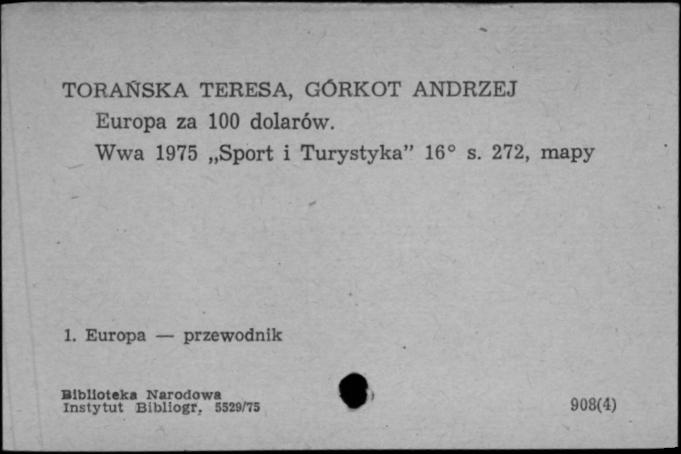 TORAŃSKA TERESA, GÓRKOT ANDRZEJ
Europa za 100 dolarów.
Wwa 1975 „Sport i Turystyka” 16° s. 272, mapy
1. Europa — przewodnik
Biblioteka Narodowa
Instytut Bibliogr. 5529/75
908(4)